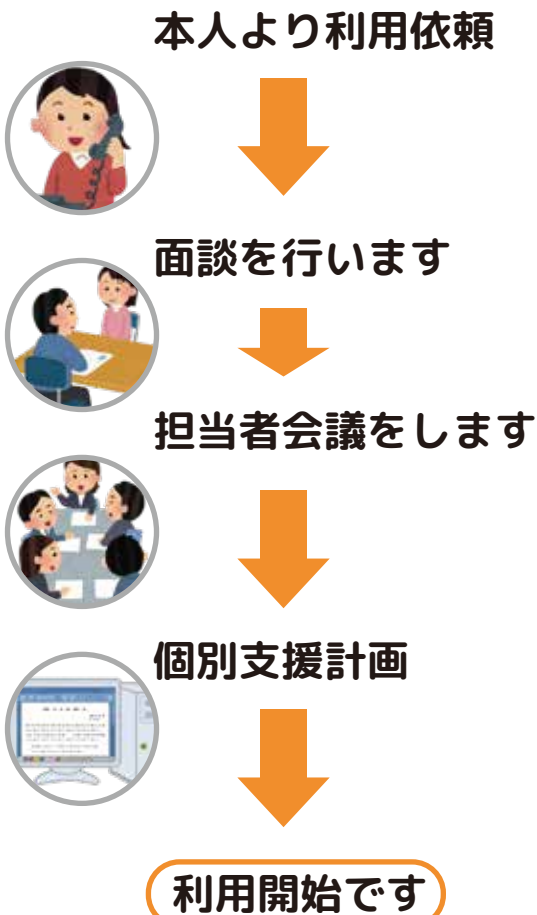 本人より利用依頼
面談を行います
担当者会議をします
個別支援計画
利用開始です